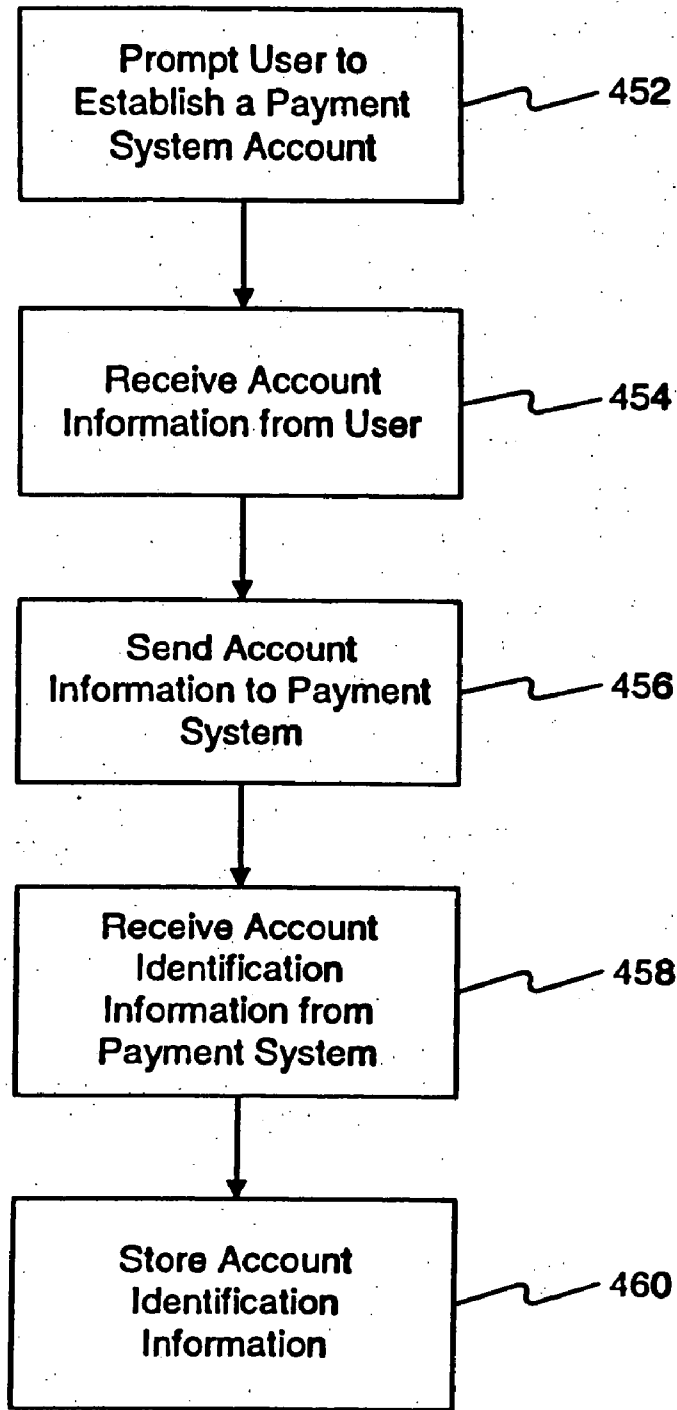 Prompt User to
Establish a Payment
System Account
452
Receive Account
Information from User
454
Send Account
Information to Payment
System
456
Receive Account
Identification
Information from
Payment System
458
Store Account
Identification
Information
460